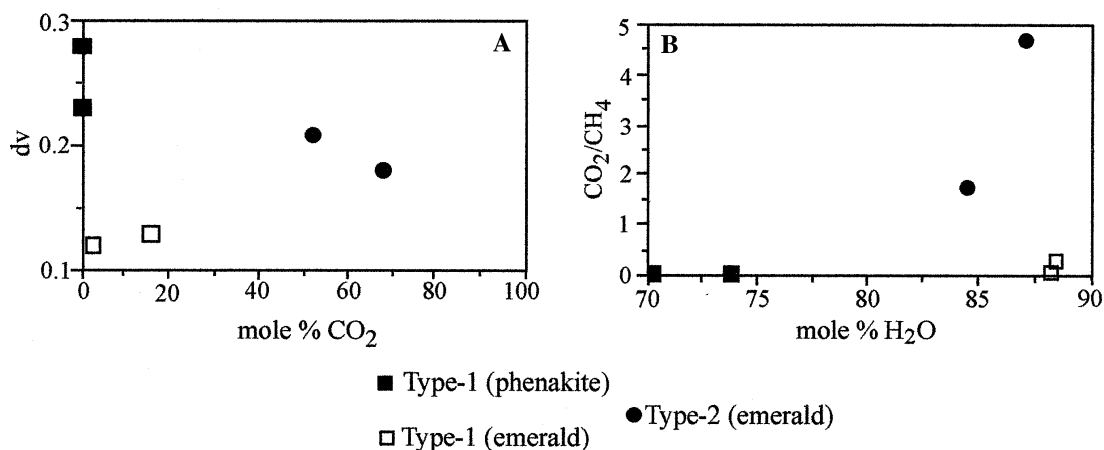 A
dv
0.3
0.2
0.1
0 20 40 60 80 100
mole % CO2
B
CO2/CH4
5
4
3
2
1
0
70 75 80 85 90
mole % H2O
Type-1 (phenakite)
Type-1 (emerald)
Type-2 (emerald)